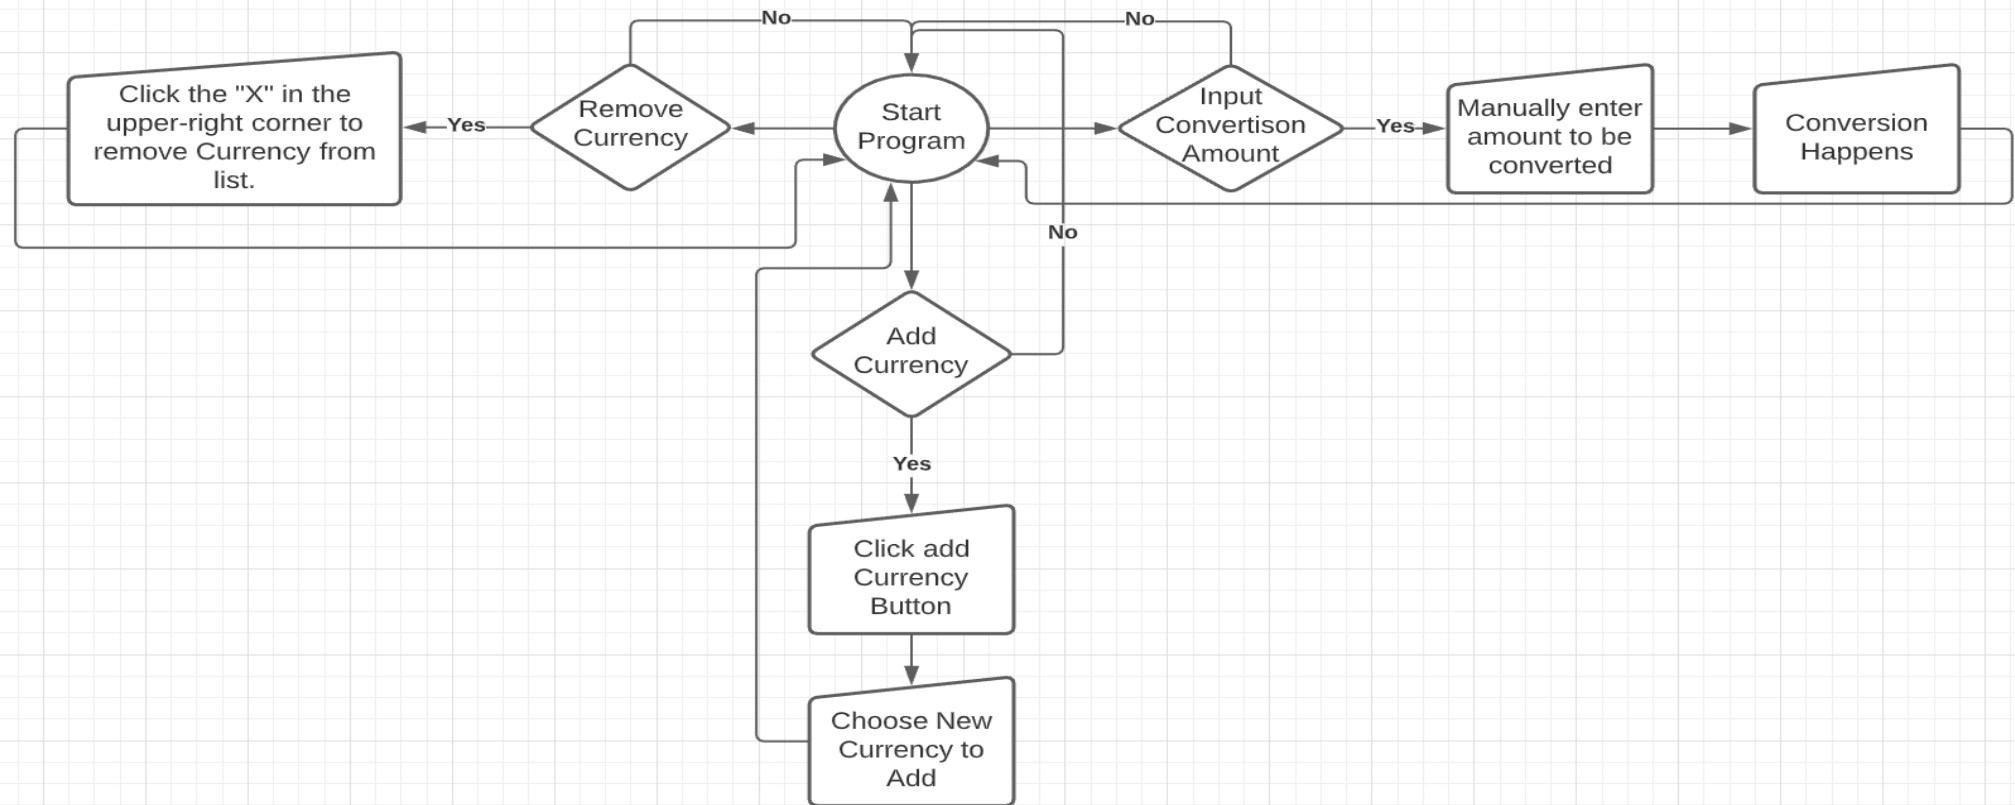 No
No
Click the "X" in the
upper-right corner to
remove Currency from
list.
Yes
Remove
Currency
Start
Program
Input
Convertison
Amount
Yes
Manually enter
amount to be
converted
Conversion
Happens
No
Add
Currency
Yes
Click add
Currency
Button
Choose New
Currency to
Add